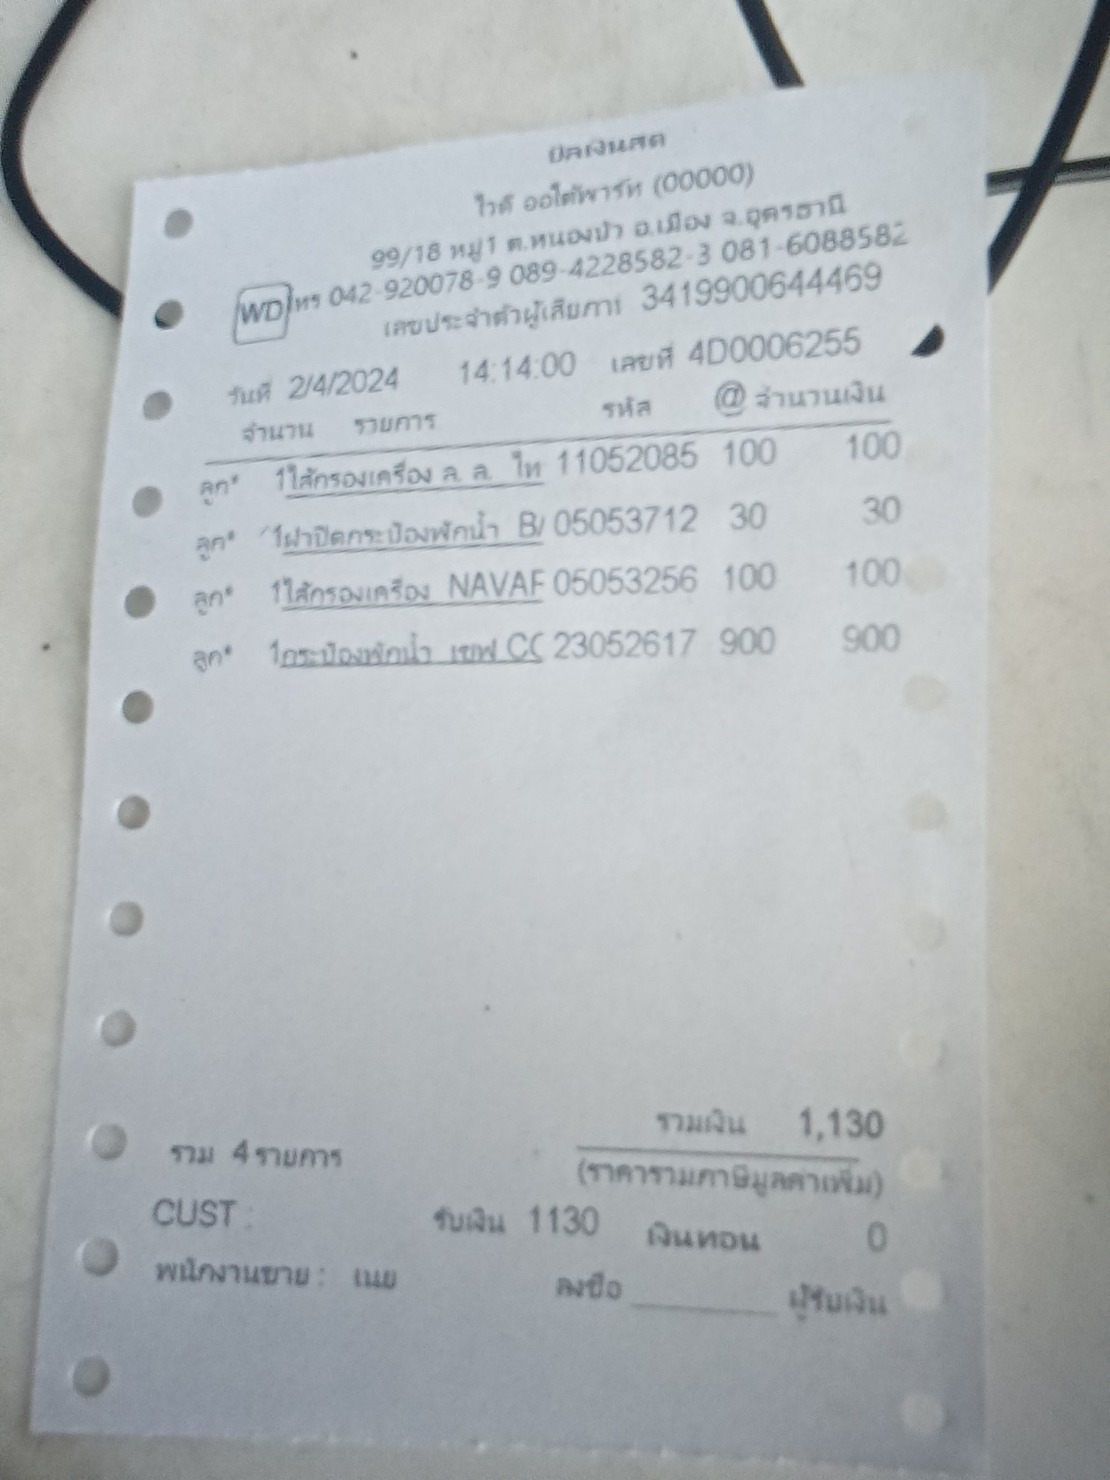 บิลเงินสด
ไวดี ออโต้พาร์ท (00000)
99/18 หมู่1 ต.หนองบัว อ.เมือง จ.อุดรธานี
WD โทร 042-920078-9 089-4228582-3 081-6088582
เลขประจำตัวผู้เสียภาษี 3419900644469
วันที่ 2/4/2024 14:14:00 เลขที่ 4D0006255
จำนวน รายการ รหัส @ จำนวนเงิน
ลูก* 1ไส้กรองเครื่อง ล. ล. ไท 11052085 100 100
ลูก* 1ฝาปิดกระป๋องพักน้ำ B/ 05053712 30 30
ลูก* 1ไส้กรองเครื่อง NAVAF 05053256 100 100
ลูก* 1กระป๋องพักน้ำ เชฟ CC 23052617 900 900
รวมเงิน 1,130
รวม 4รายการ (ราคารวมภาษีมูลค่าเพิ่ม)
CUST : รับเงิน 1130 เงินทอน 0
พนักงานขาย : เนย ลงชื่อ ________ ผู้รับเงิน